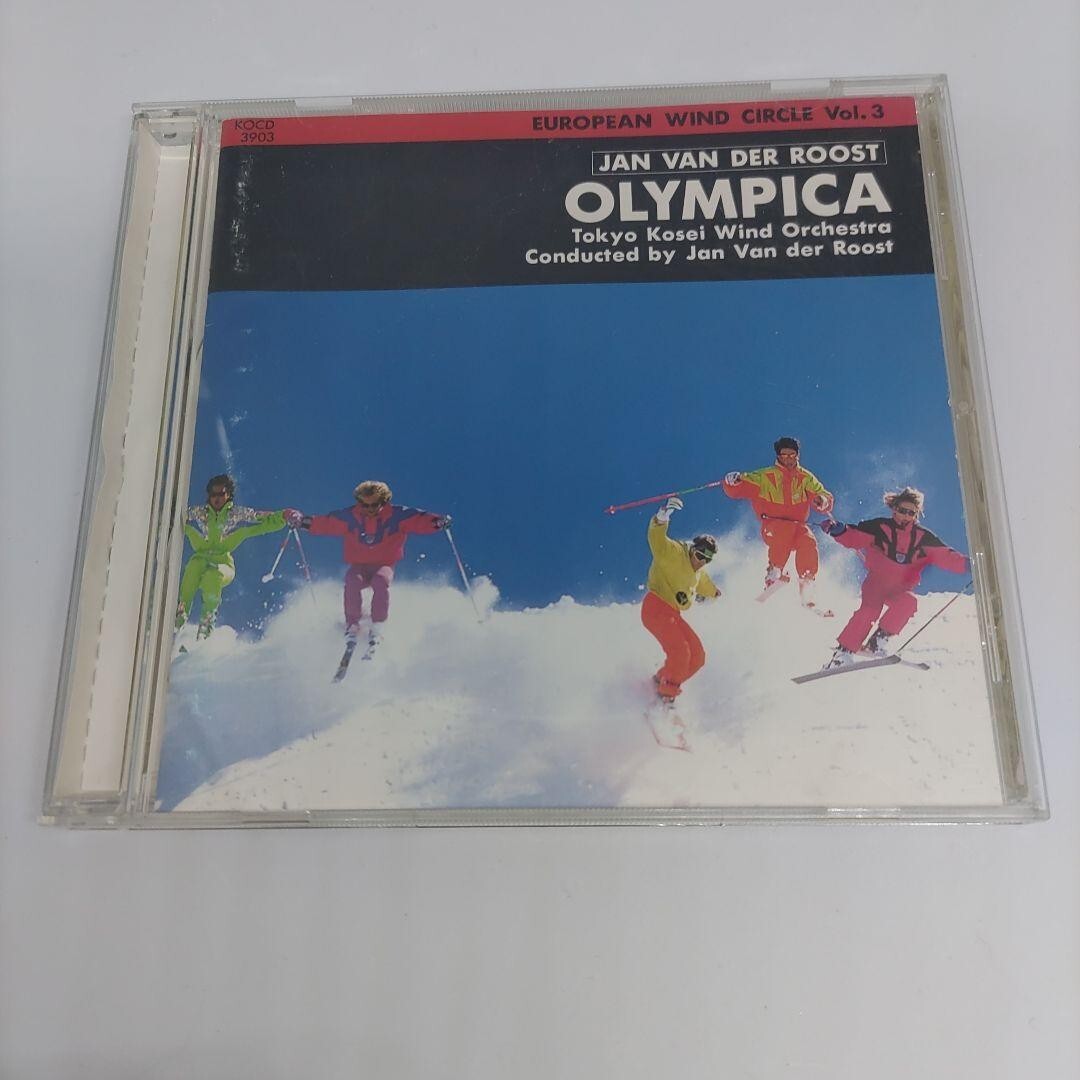 KOCD
3903
EUROPEAN WIND CIRCLE Vol. 3
JAN VAN DER ROOST
OLYMPICA
Tokyo Kosei Wind Orchestra
Conducted by Jan Van der Roost